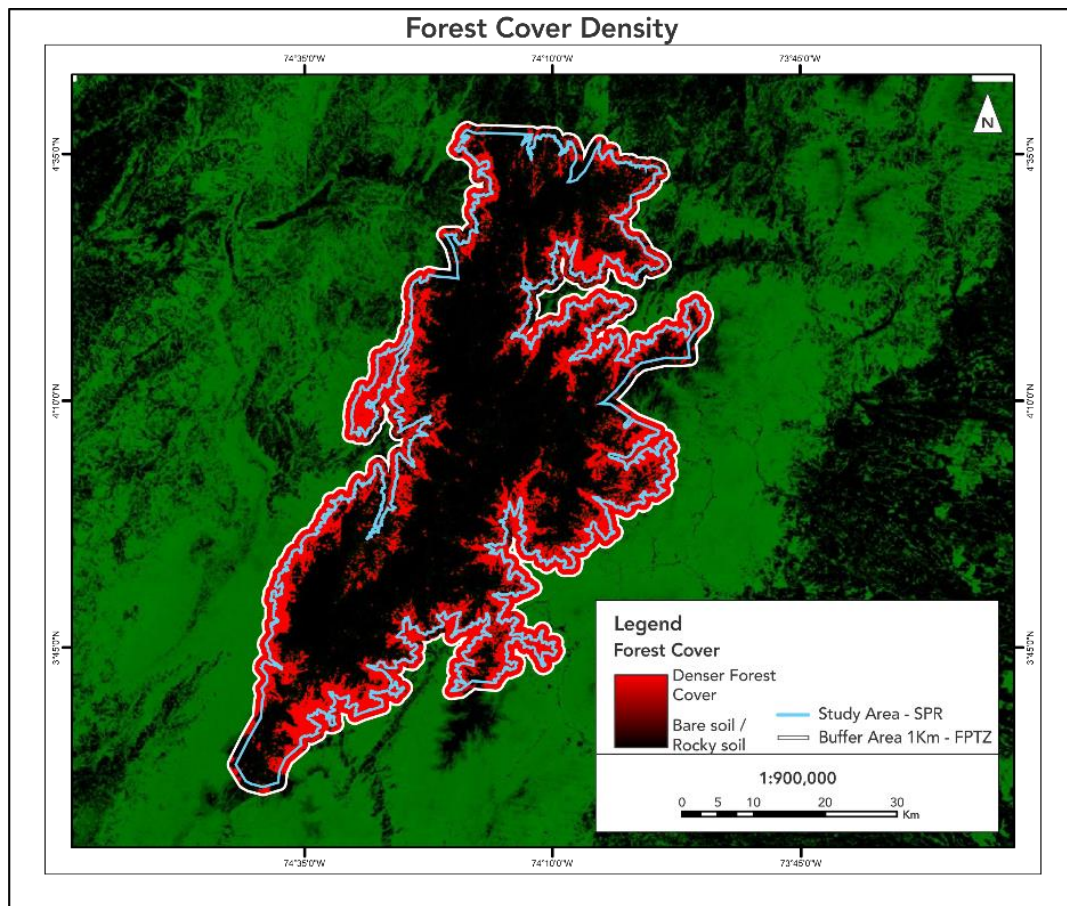 Forest Cover Density
74°35'0"W
74°10'0"W
73°45'0"W
N
4°35'0"N
4°35'0"N
4°10'0"N
4°10'0"N
3°45'0"N
3°45'0"N
Legend
Forest Cover
Denser Forest
Cover
Bare soil /
Rocky soil
Study Area - SPR
Buffer Area 1Km - FPTZ
1:900,000
0 5 10 20 30
Km
74°35'0"W
74°10'0"W
73°45'0"W